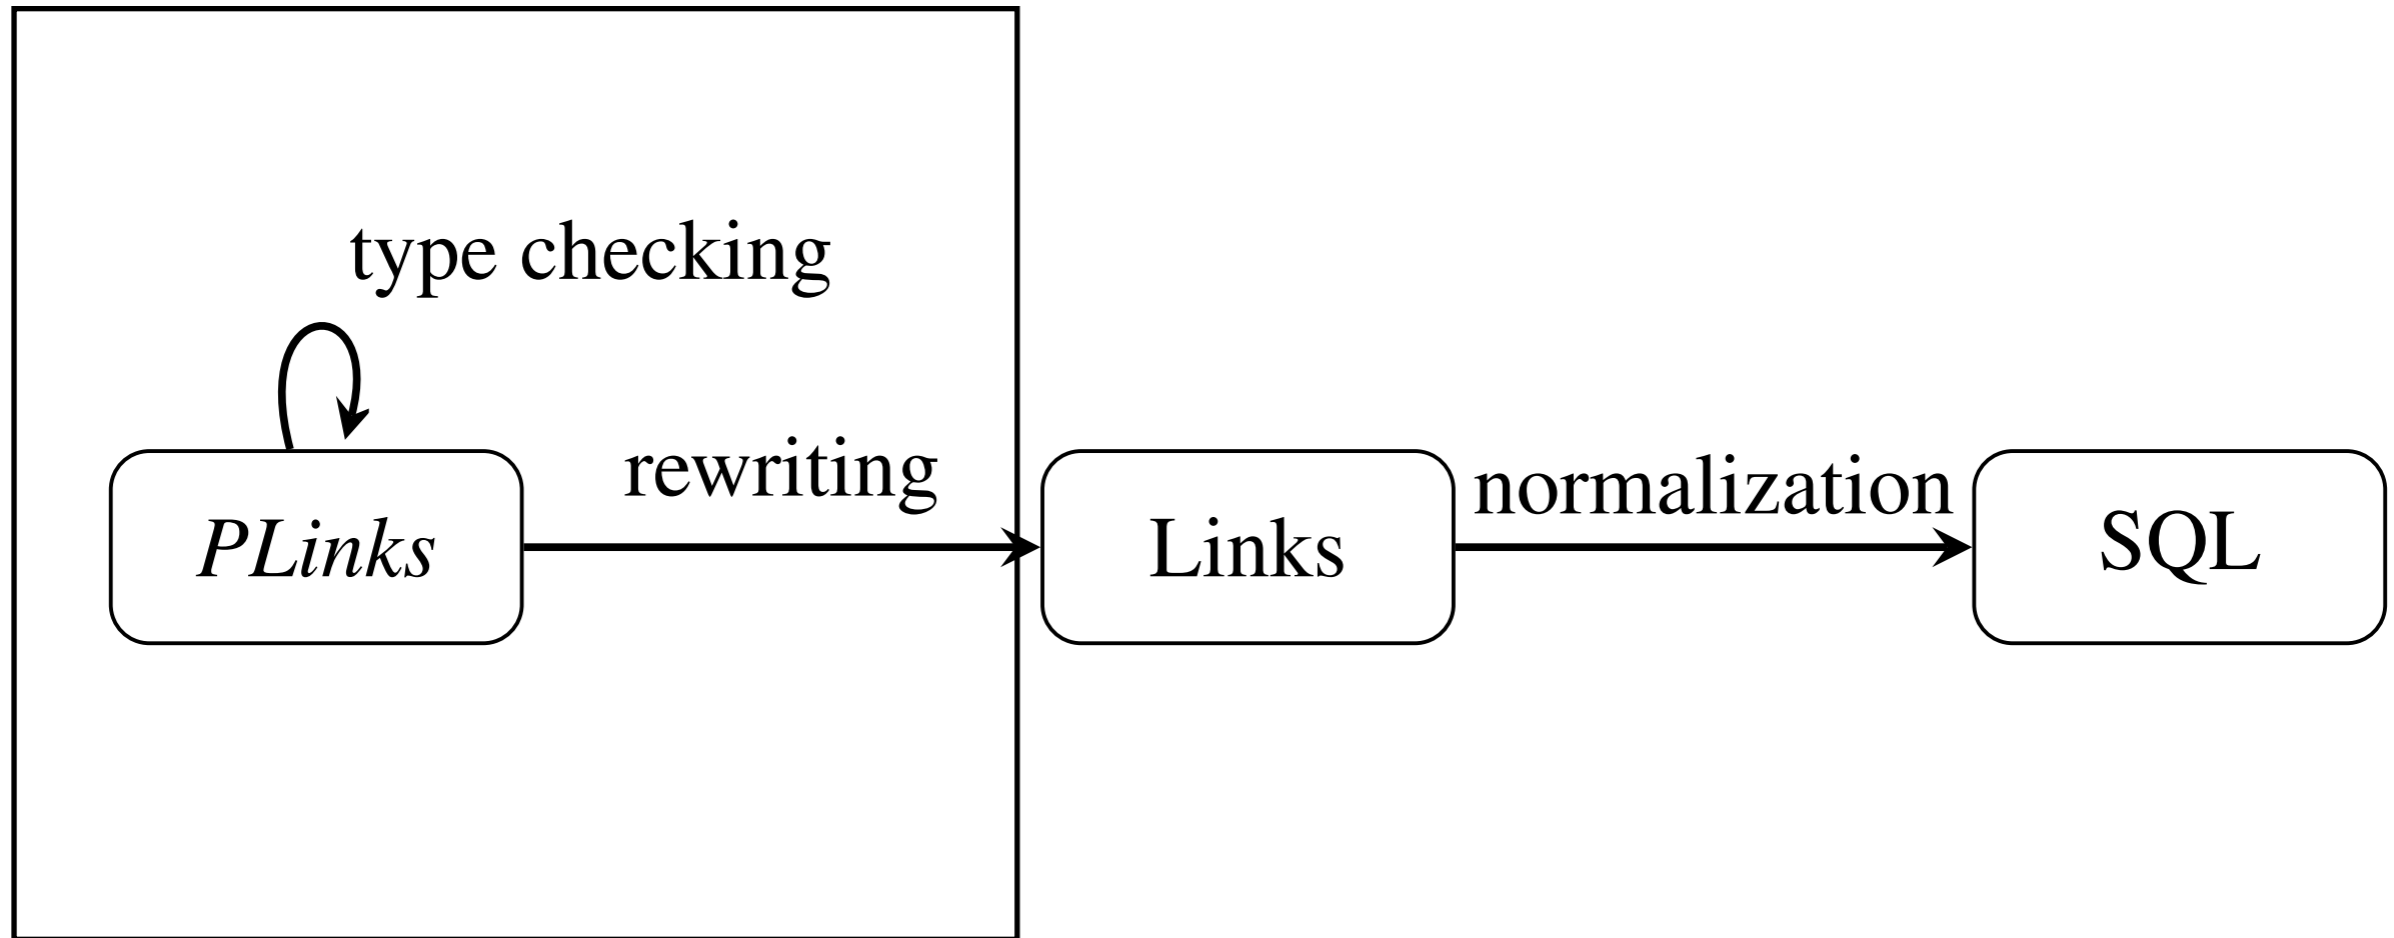 type checking
rewriting
normalization
PLinks
Links
SQL